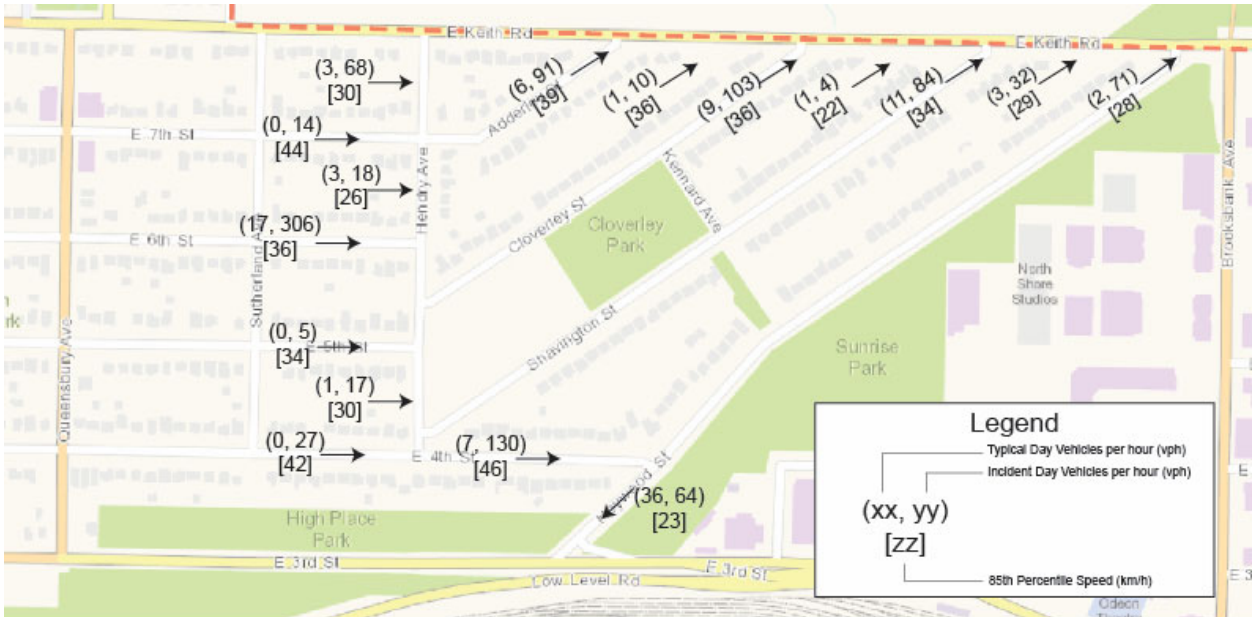 E Keith Rd
E Keith Rd
(3, 68)
[30]
(6, 91)
[39]
(1, 10)
[36]
(9, 103)
[36]
(1, 4)
[22]
(11, 84)
[34]
(3, 32)
[29]
(2, 71)
[28]
E 7th St
(0, 14)
[44]
Hendry Ave
(3, 18)
[26]
Kennard Ave
Brooksbank Ave
(17, 306)
[36]
E 6th St
Cloverley St
Cloverley
Park
North
Shore
Studios
Queensbury Ave
(0, 5)
[34]
E 5th St
Shavington St
Sunrise
Park
(1, 17)
[30]
(0, 27)
[42]
E 4th St
(7, 130)
[46]
(36, 64)
[23]
High Place
Park
E 3rd St
E 3rd St
Low Level Rd
Legend
Typical Day Vehicles per hour (vph)
Incident Day Vehicles per hour (vph)
(xx, yy)
[zz]
85th Percentile Speed (km/h)
Odeon